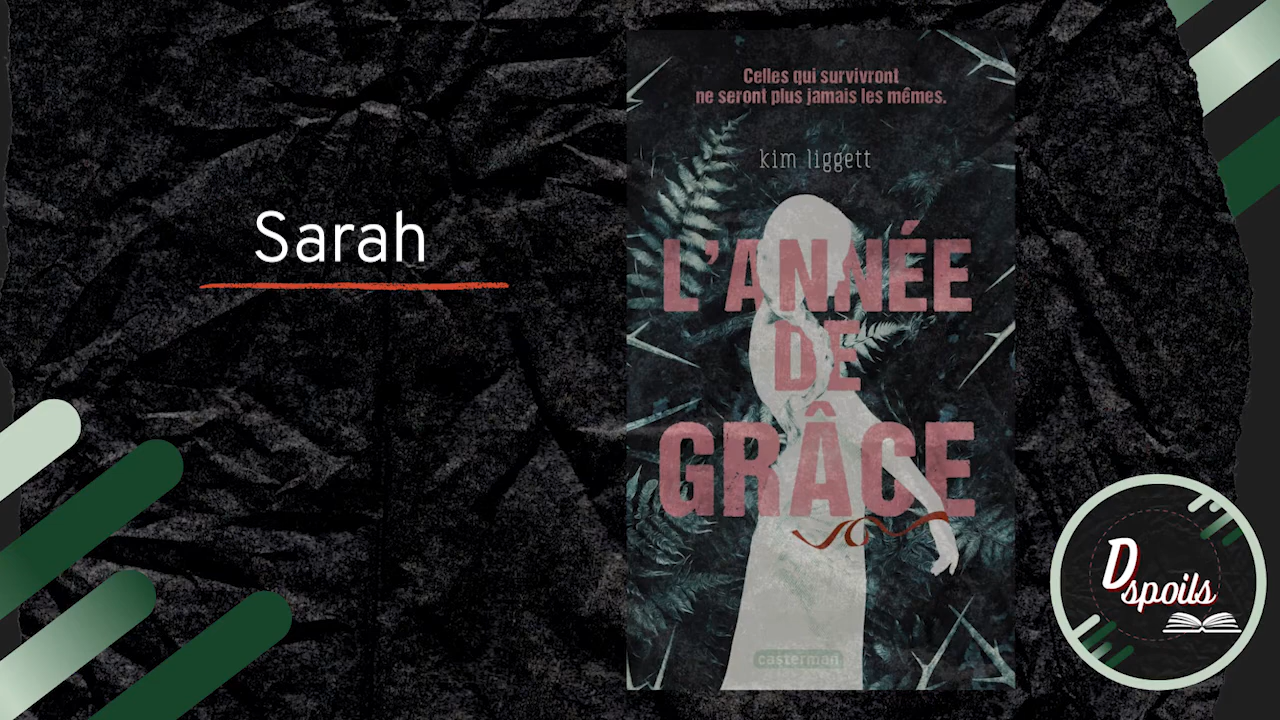 Sarah
Celles qui survivront
ne seront plus jamais les mêmes.
kim liggett
L'ANNÉE
DE
GRÂCE
casterman
Dspoils